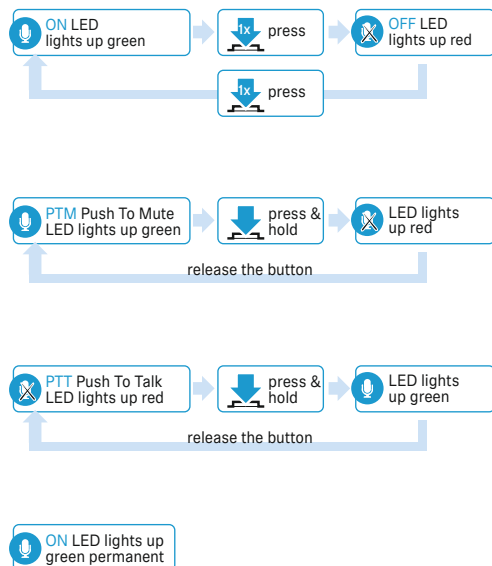 ON LED
lights up green
1x
press
OFF LED
lights up red
1x
press
PTM Push To Mute
LED lights up green
press &
hold
LED lights
up red
release the button
PTT Push To Talk
LED lights up red
press &
hold
LED lights
up green
release the button
ON LED lights up
green permanent